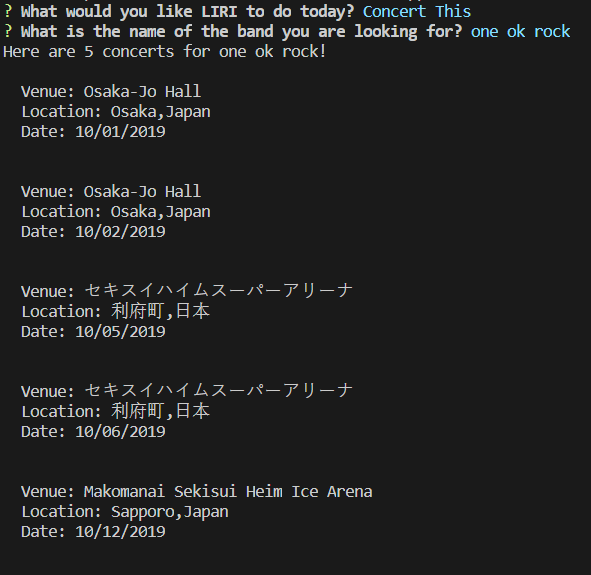 ? What would you like LIRI to do today? Concert This
? What is the name of the band you are looking for? one ok rock
Here are 5 concerts for one ok rock!
Venue: Osaka-Jo Hall
Location: Osaka,Japan
Date: 10/01/2019
Venue: Osaka-Jo Hall
Location: Osaka,Japan
Date: 10/02/2019
Venue: セキスイハイムスーパーアリーナ
Location: 利府町,日本
Date: 10/05/2019
Venue: セキスイハイムスーパーアリーナ
Location: 利府町,日本
Date: 10/06/2019
Venue: Makomanai Sekisui Heim Ice Arena
Location: Sapporo,Japan
Date: 10/12/2019